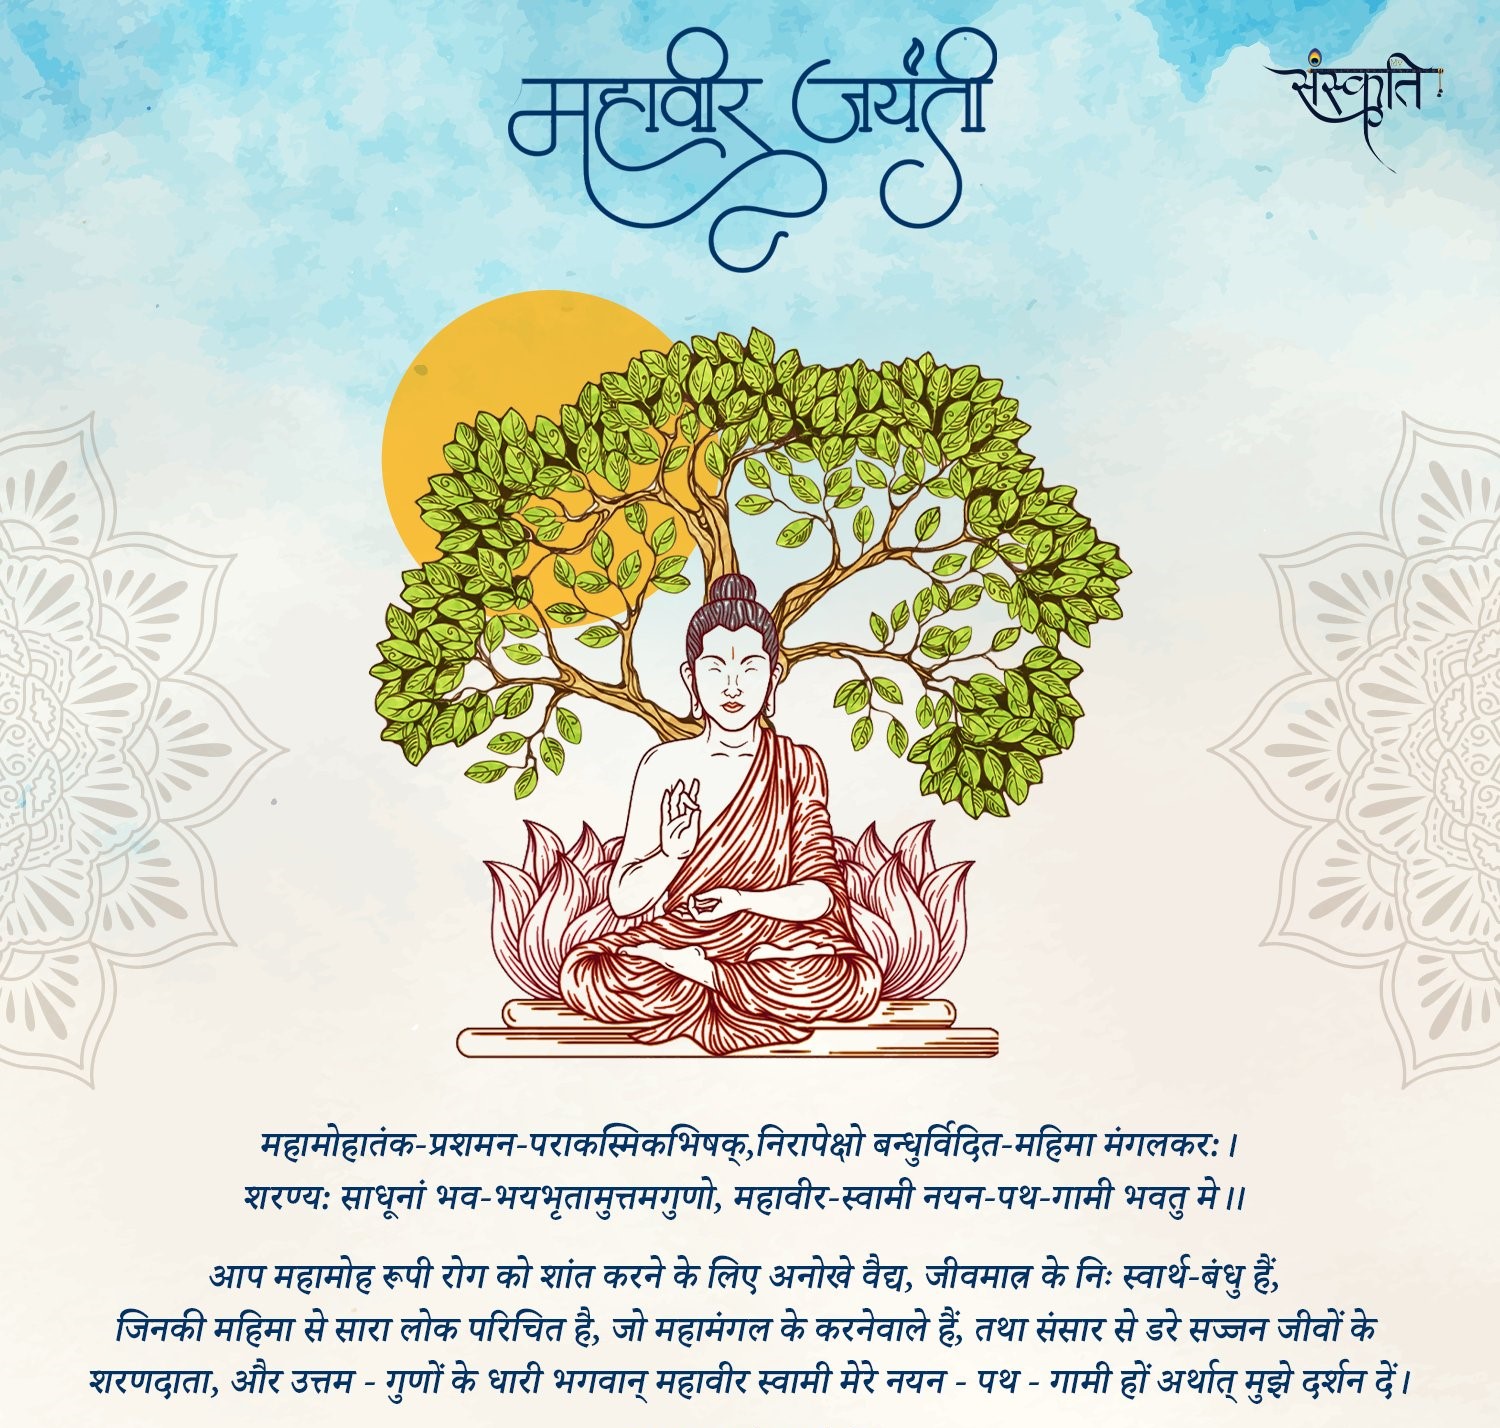 महावीर जयंती
संस्कृति
महामोहातंक-प्रशमन-पराकस्मिकभिषक्,निरापेक्षो बन्धुर्विदित-महिमा मंगलकर:।
शरण्य: साधूनां भव-भयभृतामुत्तमगुणो, महावीर-स्वामी नयन-पथ-गामी भवतु मे।।
आप महामोह रूपी रोग को शांत करने के लिए अनोखे वैद्य, जीवमात्र के निः स्वार्थ-बंधु हैं,
जिनकी महिमा से सारा लोक परिचित है, जो महामंगल के करनेवाले हैं, तथा संसार से डरे सज्जन जीवों के
शरणदाता, और उत्तम - गुणों के धारी भगवान् महावीर स्वामी मेरे नयन - पथ - गामी हों अर्थात् मुझे दर्शन दें।